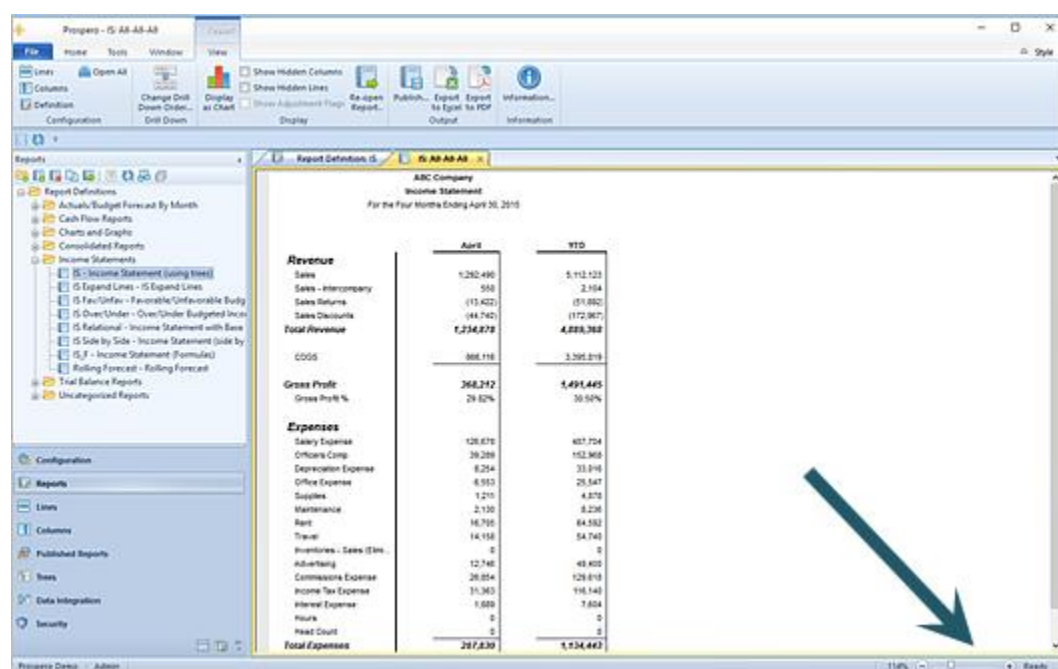 Prospero - IS: All-All-All
Report
File Home Tools Window View
Style
Lines
Open All
Columns
Definition
Configuration
Change Drill Down Order...
Drill Down
Display as Chart
Show Hidden Columns
Show Hidden Lines
Show Adjustment Flags
Re-open Report...
Display
Publish...
Export to Excel
Export to PDF
Output
Information...
Information
Reports
Report Definition: IS
IS: All-All-All
Report Definitions
Actuals/Budget Forecast By Month
Cash Flow Reports
Charts and Graphs
Consolidated Reports
Income Statements
IS - Income Statement (using trees)
IS Expand Lines - IS Expand Lines
IS Fav/Unfav - Favorable/Unfavorable Budg
IS Over/Under - Over/Under Budgeted Inco
IS Relational - Income Statement with Base
IS Side by Side - Income Statement (side by
IS_F - Income Statement (Formulas)
Rolling Forecast - Rolling Forecast
Trial Balance Reports
Uncategorized Reports
Configuration
Reports
Lines
Columns
Published Reports
Trees
Data Integration
Security
ABC Company
Income Statement
For the Four Months Ending April 30, 2015
April YTD
Revenue
Sales 1,292,490 5,112,123
Sales - Intercompany 550 2,104
Sales Returns (13,422) (51,892)
Sales Discounts (44,740) (172,967)
Total Revenue 1,234,878 4,889,368
COGS 866,116 3,395,819
Gross Profit 368,212 1,491,445
Gross Profit % 29.82% 30.50%
Expenses
Salary Expense
Officers Comp 39,289 152,968
Depreciation Expense 8,254 33,016
Office Expense 6,553 25,547
Supplies 1,211 4,878
Maintenance 2,130 8,236
Rent 16,705 64,592
Travel 14,158 54,740
Inventories - Sales (Elim... 0 0
Advertising 12,746 49,400
Commissions Expense
Income Tax Expense 31,363 116,140
Interest Expense 1,889 7,604
Hours 0 0
Head Count 0 0
Total Expenses 287,830 1,134,443
Prospero Demo Admin
114%
Ready